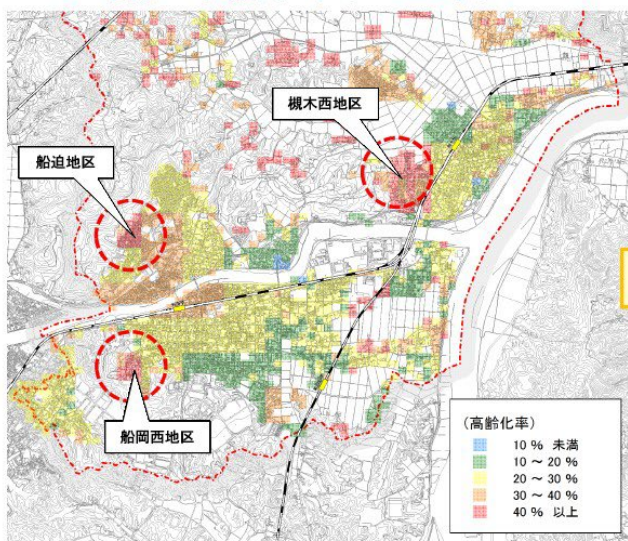 槻木西地区
船迫地区
船岡西地区
(高齢化率)
10 % 未満
10 ～ 20 %
20 ～ 30 %
30 ～ 40 %
40 % 以上